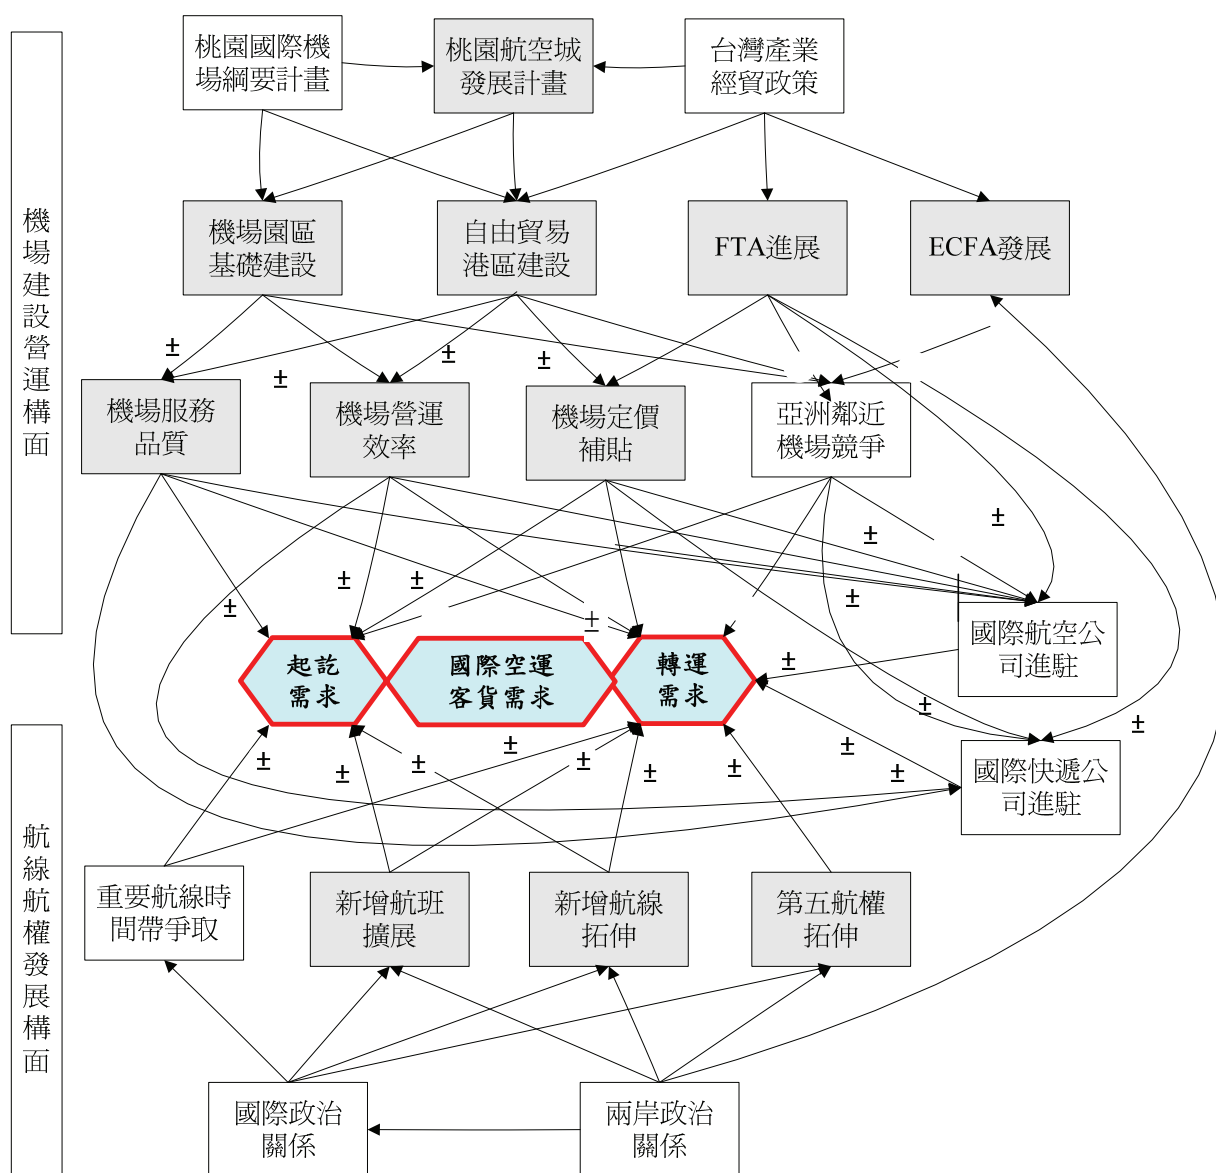 桃園國際機
場綱要計畫
桃園航空城
發展計畫
台灣產業
經貿政策
機場建設營運構面
機場園區
基礎建設
自由貿易
港區建設
FTA進展
ECFA發展
±
±
±
±
機場服務
品質
機場營運
效率
機場定價
補貼
亞洲鄰近
機場競爭
±
±
±
±
±
±
±
國際航空公
司進駐
起訖
需求
國際空運
客貨需求
轉運
需求
±
±
±
±
±
±
±
±
±
±
±
±
±
國際快遞公
司進駐
航線航權發展構面
重要航線時
間帶爭取
新增航班
擴展
新增航線
拓伸
第五航權
拓伸
國際政治
關係
兩岸政治
關係